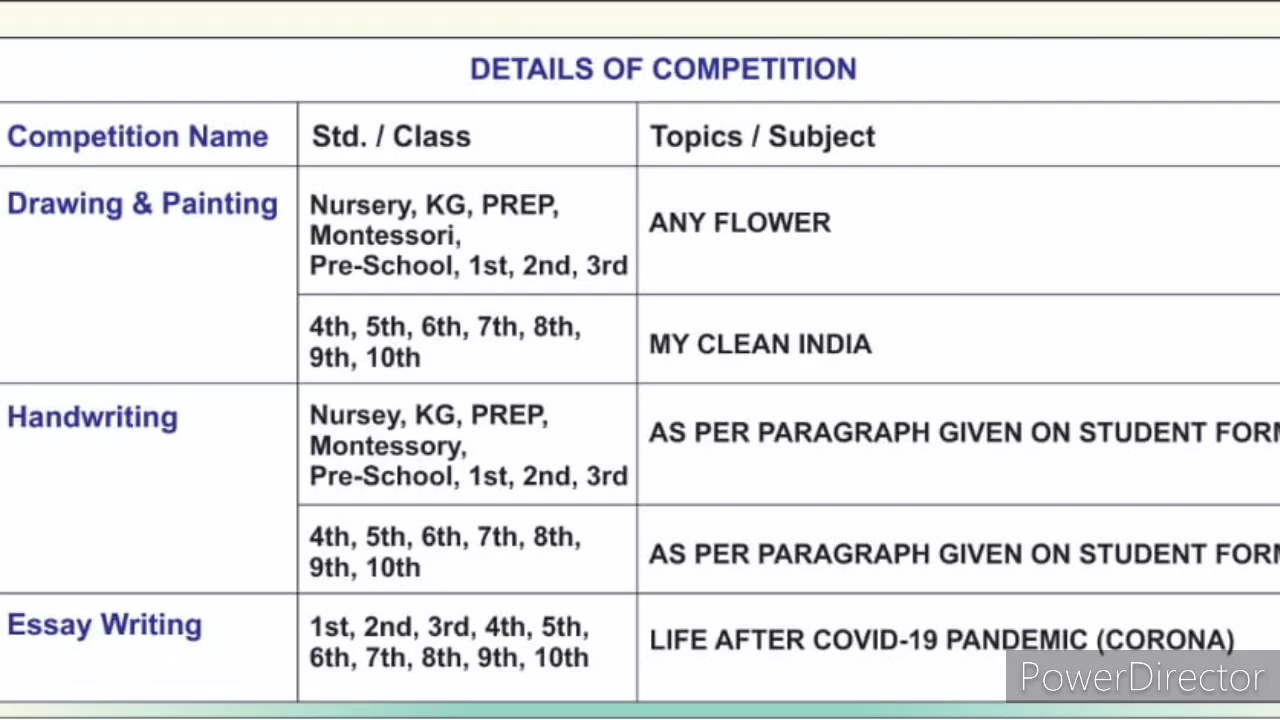 DETAILS OF COMPETITION
Competition Name
Std. / Class
Topics / Subject
Drawing & Painting
Nursery, KG, PREP,
Montessori,
Pre-School, 1st, 2nd, 3rd
ANY FLOWER
4th, 5th, 6th, 7th, 8th,
9th, 10th
MY CLEAN INDIA
Handwriting
Nursey, KG, PREP,
Montessory,
Pre-School, 1st, 2nd, 3rd
AS PER PARAGRAPH GIVEN ON STUDENT FORM
4th, 5th, 6th, 7th, 8th,
9th, 10th
AS PER PARAGRAPH GIVEN ON STUDENT FORM
Essay Writing
1st, 2nd, 3rd, 4th, 5th,
6th, 7th, 8th, 9th, 10th
LIFE AFTER COVID-19 PANDEMIC (CORONA)
PowerDirector